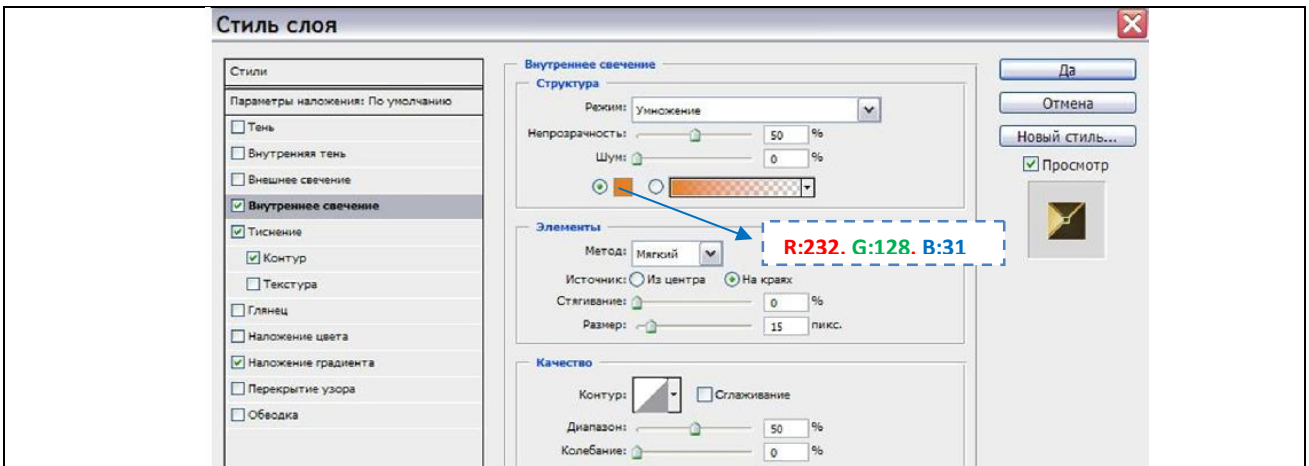 Стиль слоя
Стили
Параметры наложения: По умолчанию
Тень
Внутренняя тень
Внешнее свечение
Внутреннее свечение
Тиснение
Контур
Текстура
Глянец
Наложение цвета
Наложение градиента
Перекрытие узора
Обводка
Внутреннее свечение
Структура
Режим: Умножение
Непрозрачность: 50 %
Шум: 0 %
R:232. G:128. B:31
Элементы
Метод: Мягкий
Источник: Из центра На краях
Стягивание: 0 %
Размер: 15 пикс.
Качество
Контур: Сглаживание
Диапазон: 50 %
Колебание: 0 %
Да
Отмена
Новый стиль...
Просмотр